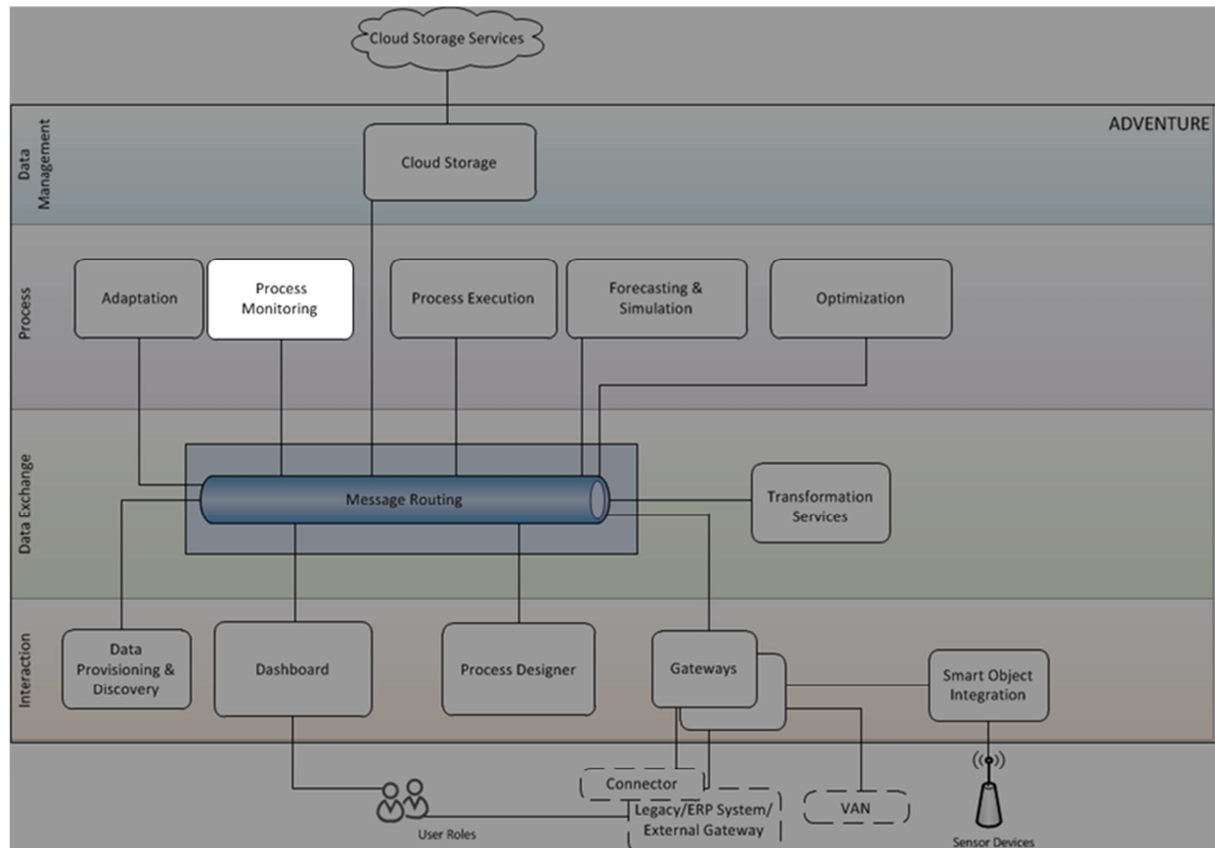 Cloud Storage Services
ADVENTURE
Data
Management
Cloud Storage
Process
Adaptation
Process
Monitoring
Process Execution
Forecasting &
Simulation
Optimization
Data Exchange
Message Routing
Transformation
Services
Interaction
Data
Provisioning &
Discovery
Dashboard
Process Designer
Gateways
Smart Object
Integration
Connector
Legacy/ERP System/
External Gateway
VAN
User Roles
Sensor Devices